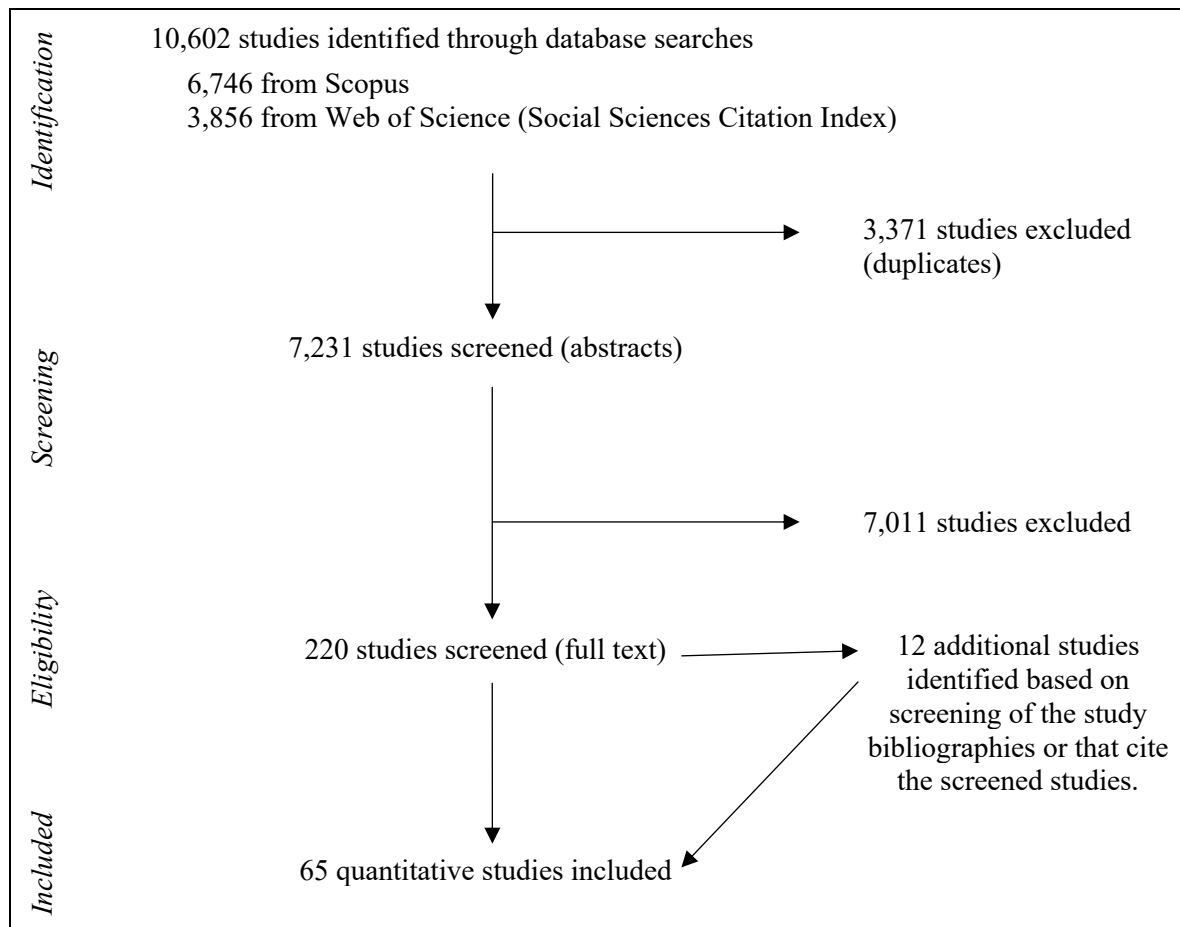 Identification
10,602 studies identified through database searches
6,746 from Scopus
3,856 from Web of Science (Social Sciences Citation Index)
3,371 studies excluded
(duplicates)
Screening
7,231 studies screened (abstracts)
7,011 studies excluded
Eligibility
220 studies screened (full text)
12 additional studies
identified based on
screening of the study
bibliographies or that cite
the screened studies.
Included
65 quantitative studies included